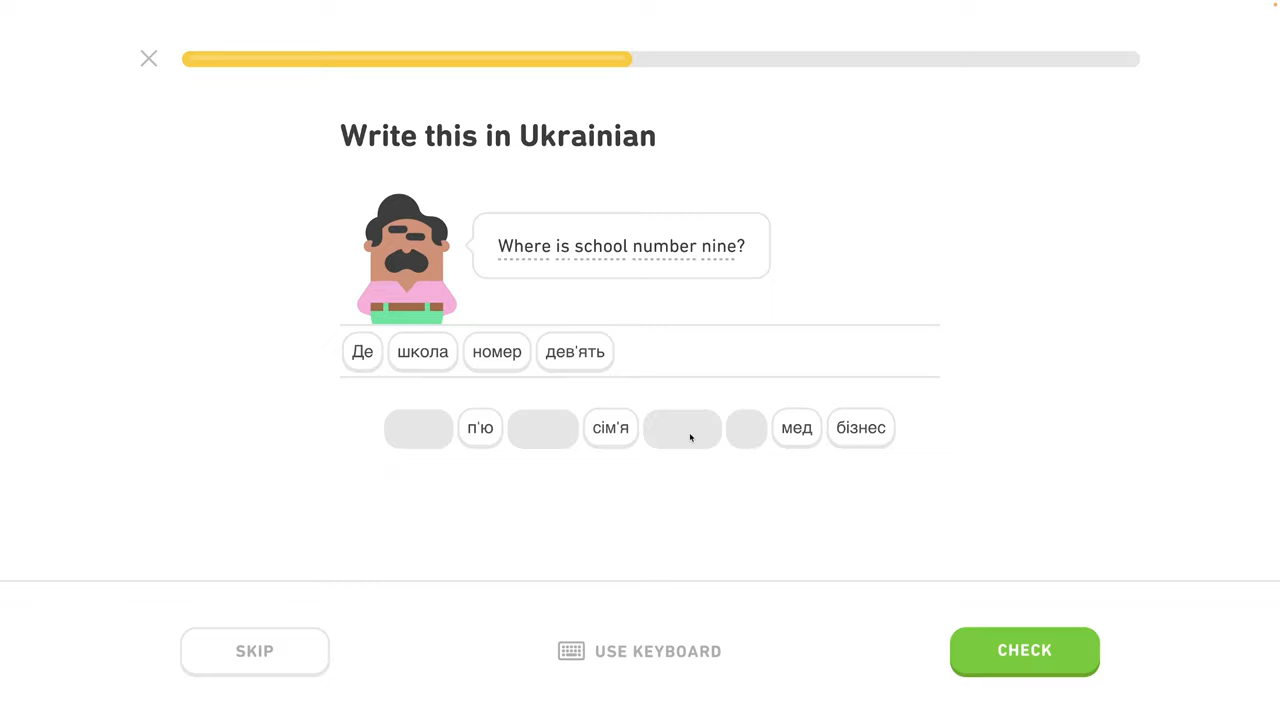 Write this in Ukrainian
Where is school number nine?
Де школа номер дев'ять
п'ю сім'я мед бізнес
SKIP USE KEYBOARD CHECK